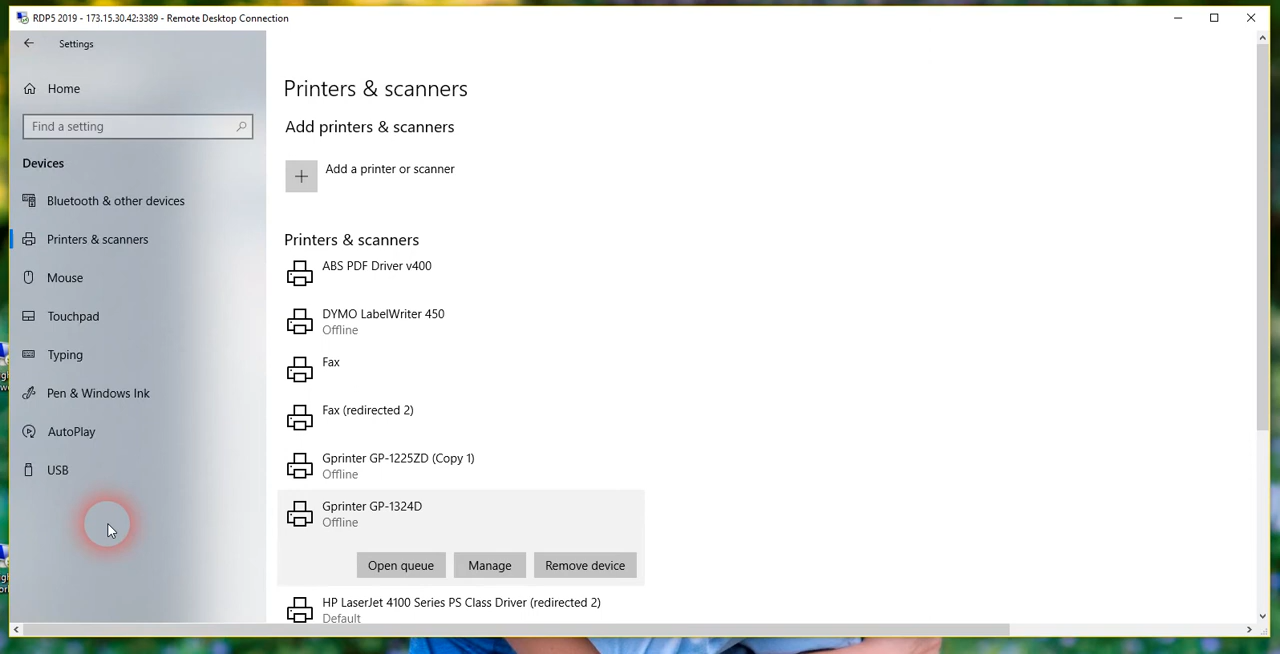 RDP5 2019 - 173.15.30.42:3389 - Remote Desktop Connection
Settings
Home
Find a setting
Devices
Bluetooth & other devices
Printers & scanners
Mouse
Touchpad
Typing
Pen & Windows Ink
AutoPlay
USB
Printers & scanners
Add printers & scanners
Add a printer or scanner
Printers & scanners
ABS PDF Driver v400
DYMO LabelWriter 450
Offline
Fax
Fax (redirected 2)
Gprinter GP-1225ZD (Copy 1)
Offline
Gprinter GP-1324D
Offline
Open queue
Manage
Remove device
HP LaserJet 4100 Series PS Class Driver (redirected 2)
Default